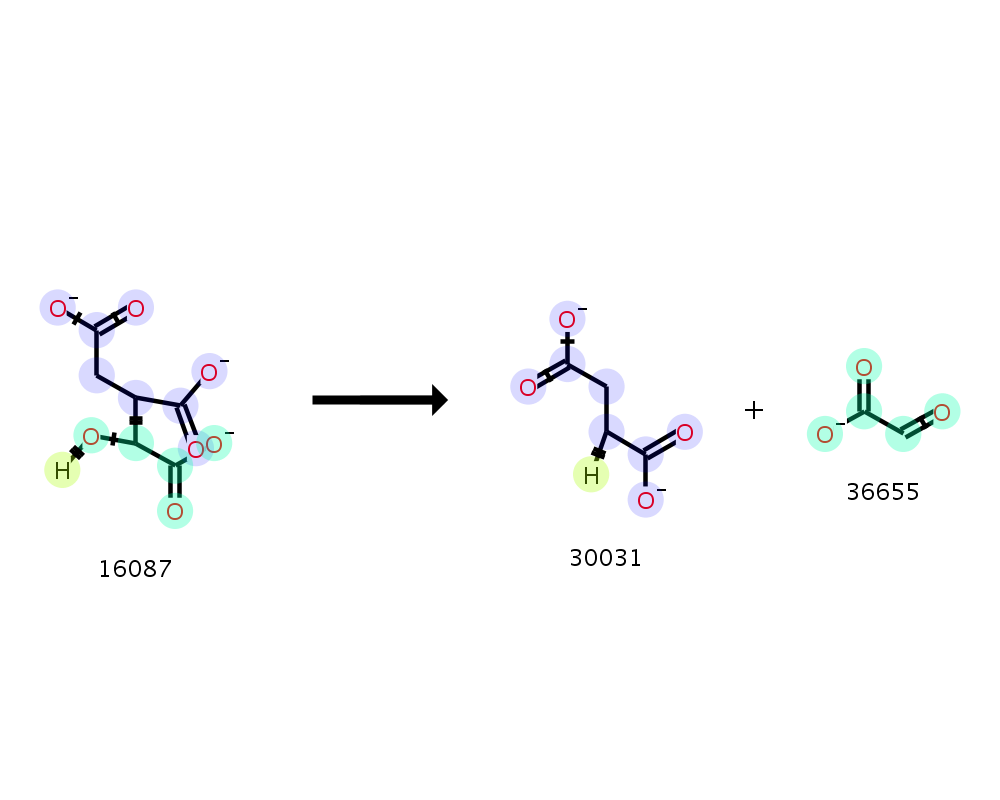 O⁻ O O⁻ O O⁻ O H O
16087
O⁻ O O O⁻ H
30031
+
O O⁻ O
36655